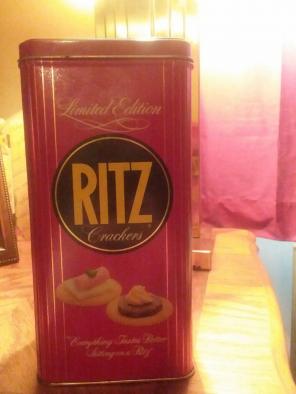 Limited Edition
RITZ
Crackers
"Everything Tastes Better
Sitting on a Ritz"